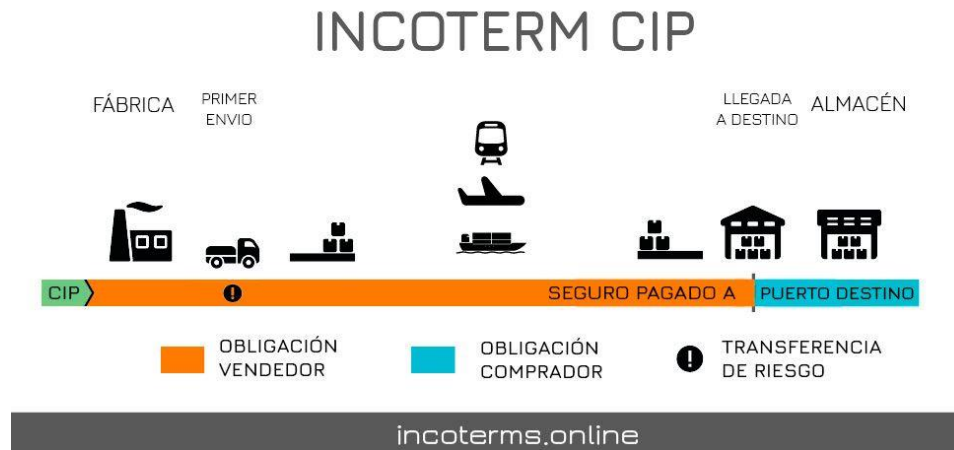 INCOTERM CIP
FÁBRICA
PRIMER
ENVIO
LLEGADA
A DESTINO
ALMACÉN
CIP
!
SEGURO PAGADO A
PUERTO DESTINO
OBLIGACIÓN
VENDEDOR
OBLIGACIÓN
COMPRADOR
!
TRANSFERENCIA
DE RIESGO
incoterms.online